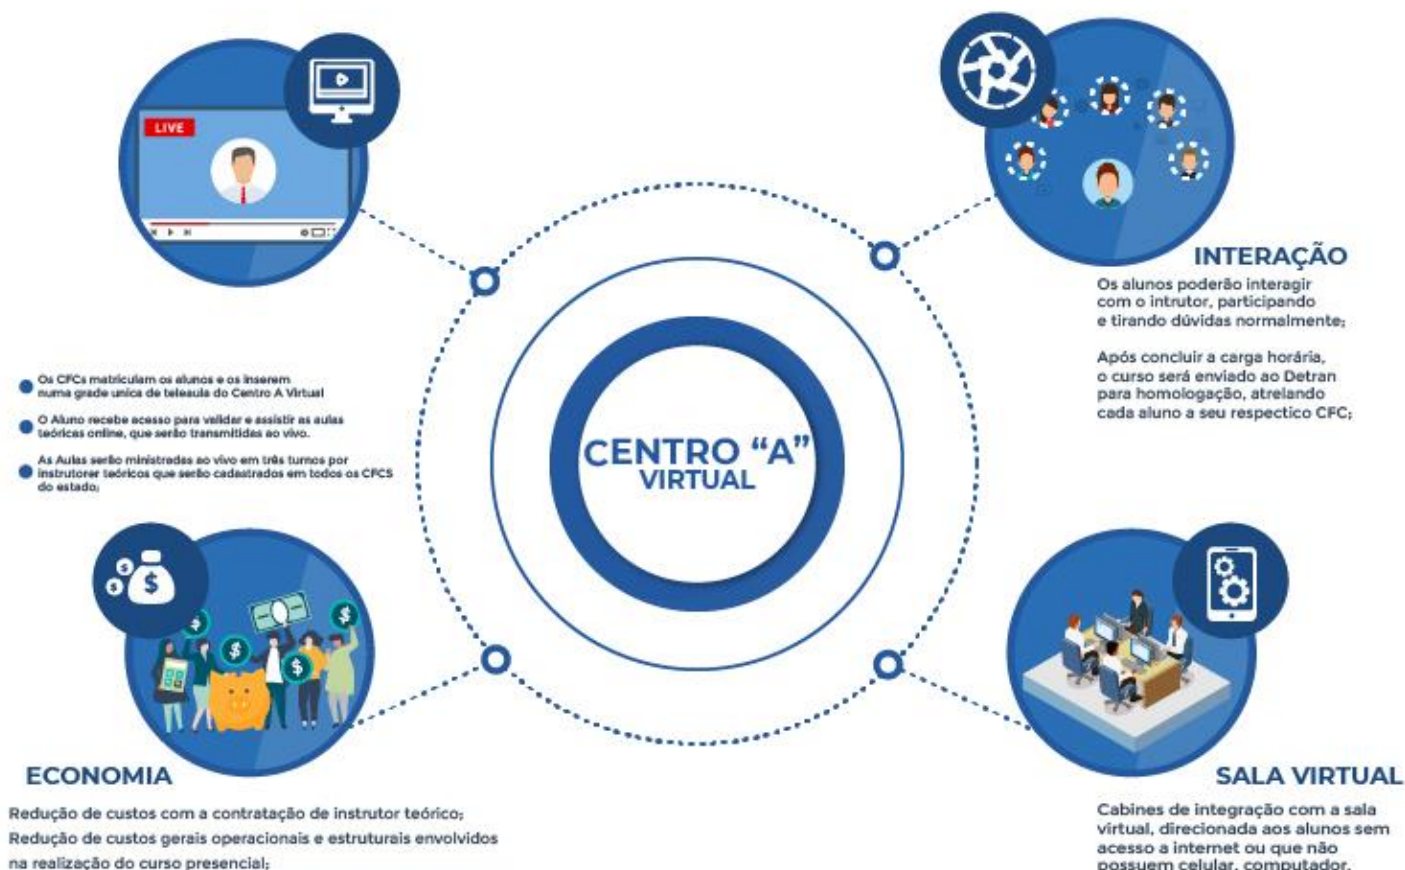 LIVE
Os CFCs matriculam os alunos e os inserem
numa grade unica de teleaula do Centro A Virtual
O Aluno recebe acesso para validar e assistir as aulas
teóricas online, que serão transmitidas ao vivo.
As Aulas serão ministradas ao vivo em três turnos por
instrutorer teóricos que serão cadastrados em todos os CFCS
do estado;
CENTRO “A”
VIRTUAL
INTERAÇÃO
Os alunos poderão interagir
com o intrutor, participando
e tirando dúvidas normalmente;
Após concluir a carga horária,
o curso será enviado ao Detran
para homologação, atrelando
cada aluno a seu respectico CFC;
ECONOMIA
Redução de custos com a contratação de instrutor teórico;
Redução de custos gerais operacionais e estruturais envolvidos
na realização do curso presencial;
SALA VIRTUAL
Cabines de integração com a sala
virtual, direcionada aos alunos sem
acesso a internet ou que não
possuem celular, computador.